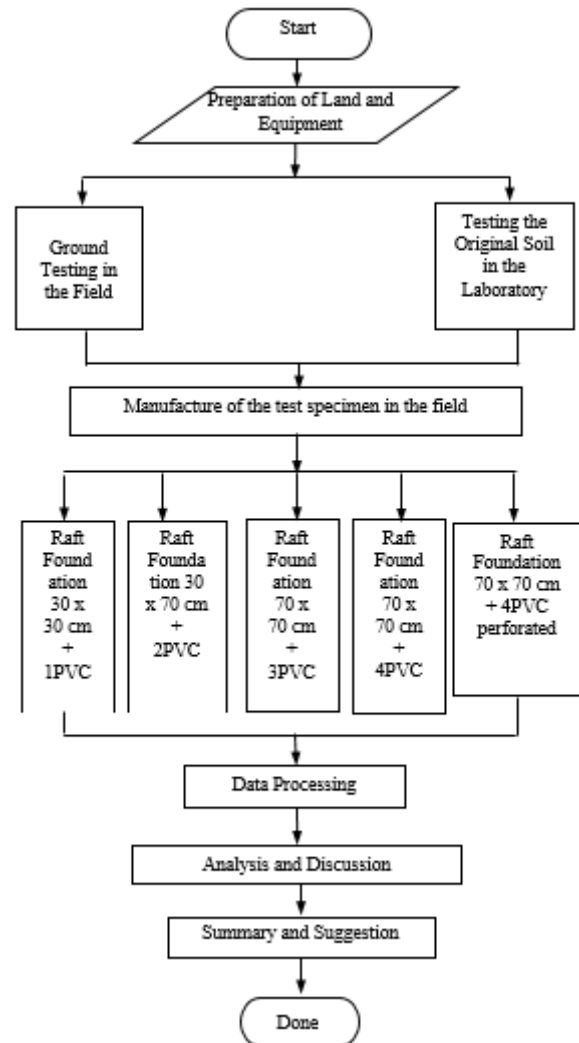 Start
Preparation of Land and
Equipment
Ground
Testing in
the Field
Testing the
Original Soil
in the
Laboratory
Manufacture of the test specimen in the field
Raft
Found
ation
30 x
30 cm
+
1PVC
Raft
Founda
tion 30
x 70 cm
+
2PVC
Raft
Found
ation
70 x
70 cm
+
3PVC
Raft
Found
ation
70 x
70 cm
+
4PVC
Raft
Foundation
70 x 70 cm
+ 4PVC
perforated
Data Processing
Analysis and Discussion
Summary and Suggestion
Done